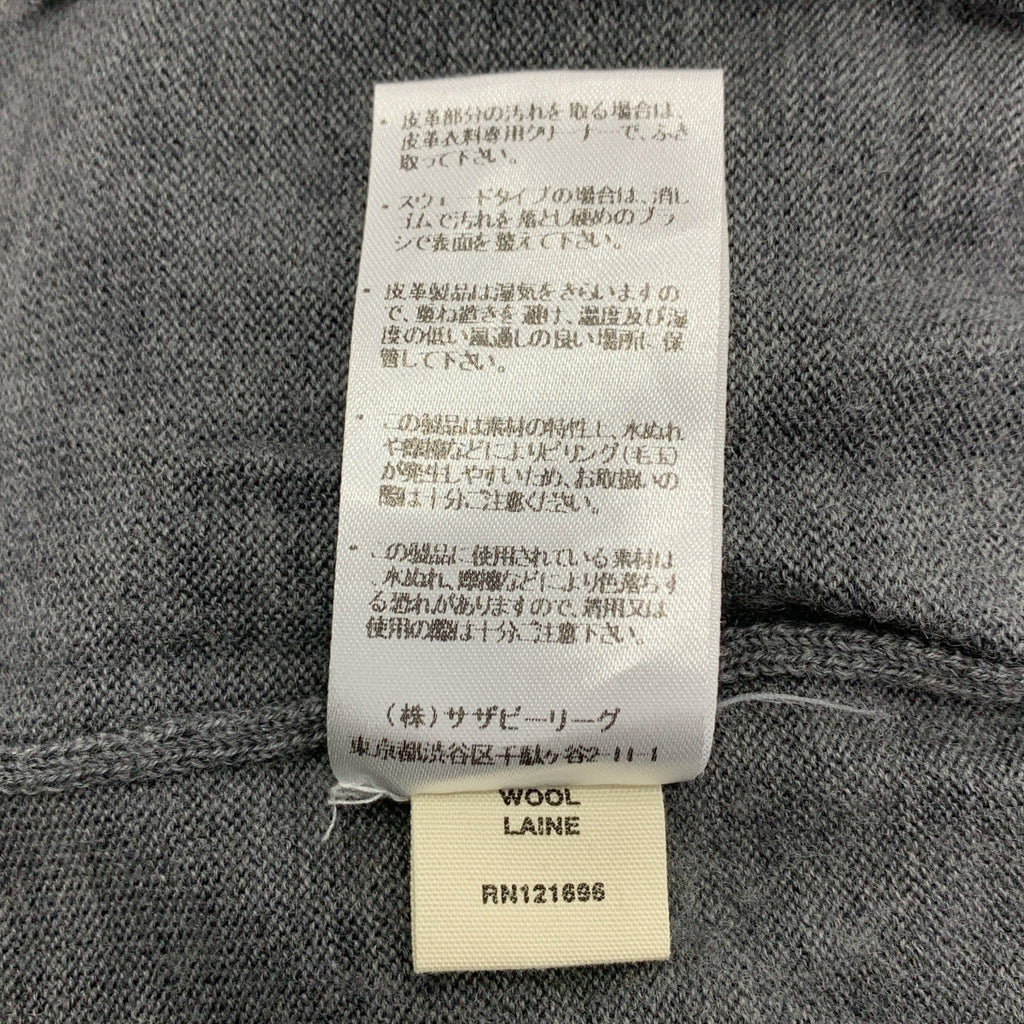 ・皮革部分の汚れを取る場合は、
皮革衣料専用クリーナーで、ふき
取って下さい。
・スウェードタイプの場合は、消し
ゴムで汚れを落とし硬めのブラ
シで表面を整えて下さい。
・皮革製品は湿気をきらいますの
で、重ね置きを避け、温度及び湿
度の低い風通しの良い場所に保
管して下さい。
・この製品は素材の特性上、水ぬれ
や摩擦などによりピリング(毛玉)
が発生しやすいため、お取扱いの
際は十分ご注意ください。
・この製品に使用されている素材は
、水ぬれ、摩擦などにより色落ちす
る恐れがありますので、着用又は
使用の際は十分ご注意下さい。
(株)サザビーリーグ
東京都渋谷区千駄ヶ谷2-11-1
WOOL
LAINE
RN121696